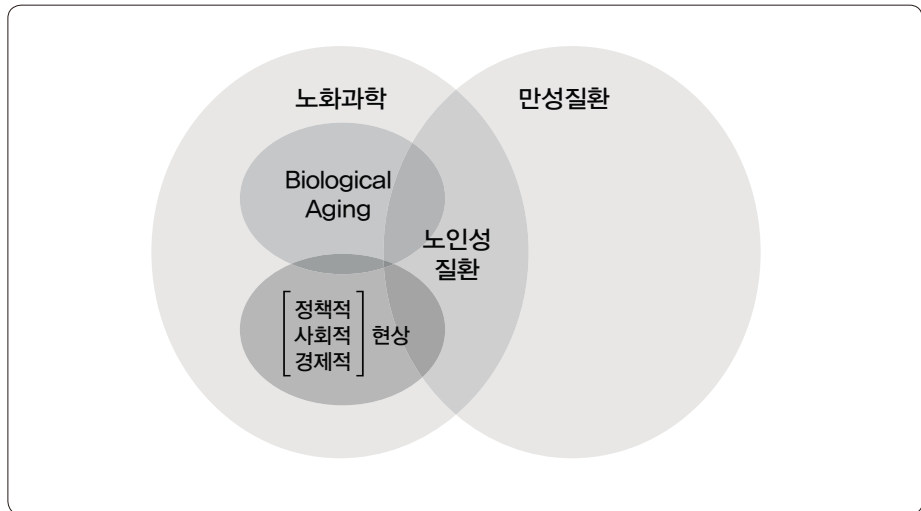 노화과학
만성질환
Biological
Aging
노인성
질환
정책적
사회적 현상
경제적